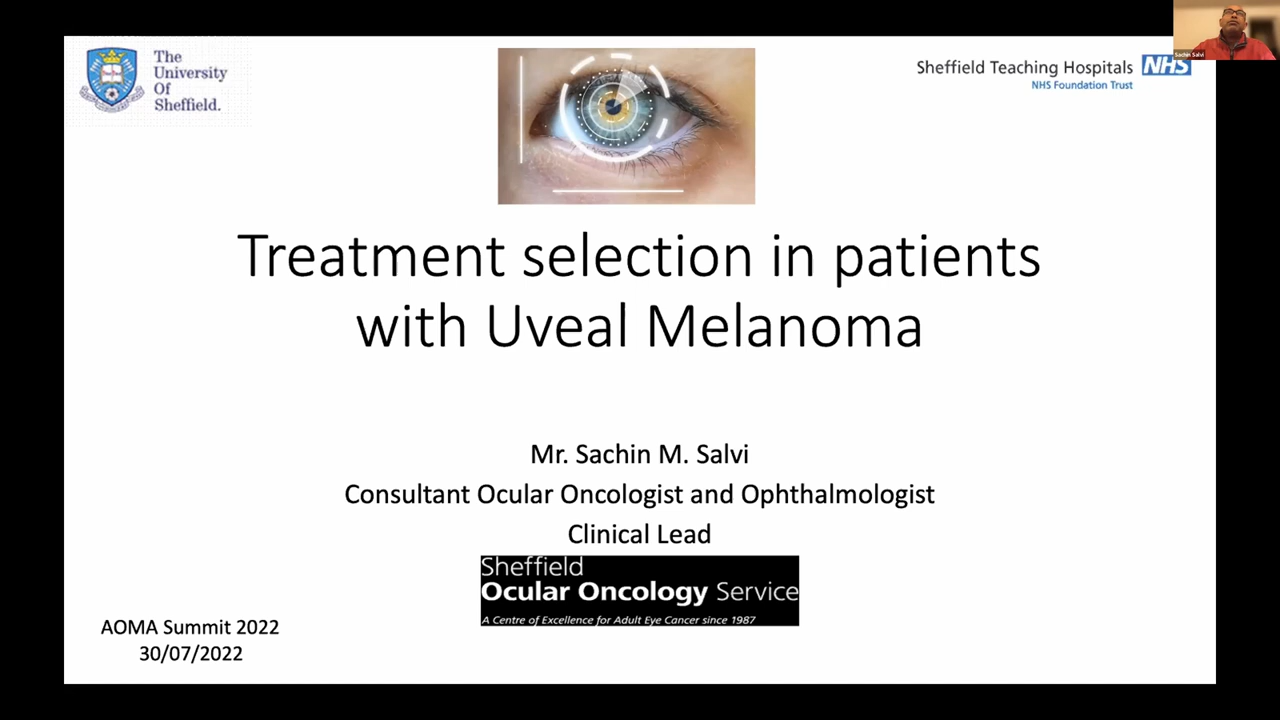 The
University
Of
Sheffield.
Sheffield Teaching Hospitals NHS
NHS Foundation Trust
Sachin Salvi
Treatment selection in patients
with Uveal Melanoma
Mr. Sachin M. Salvi
Consultant Ocular Oncologist and Ophthalmologist
Clinical Lead
Sheffield
Ocular Oncology Service
A Centre of Excellence for Adult Eye Cancer since 1987
AOMA Summit 2022
30/07/2022